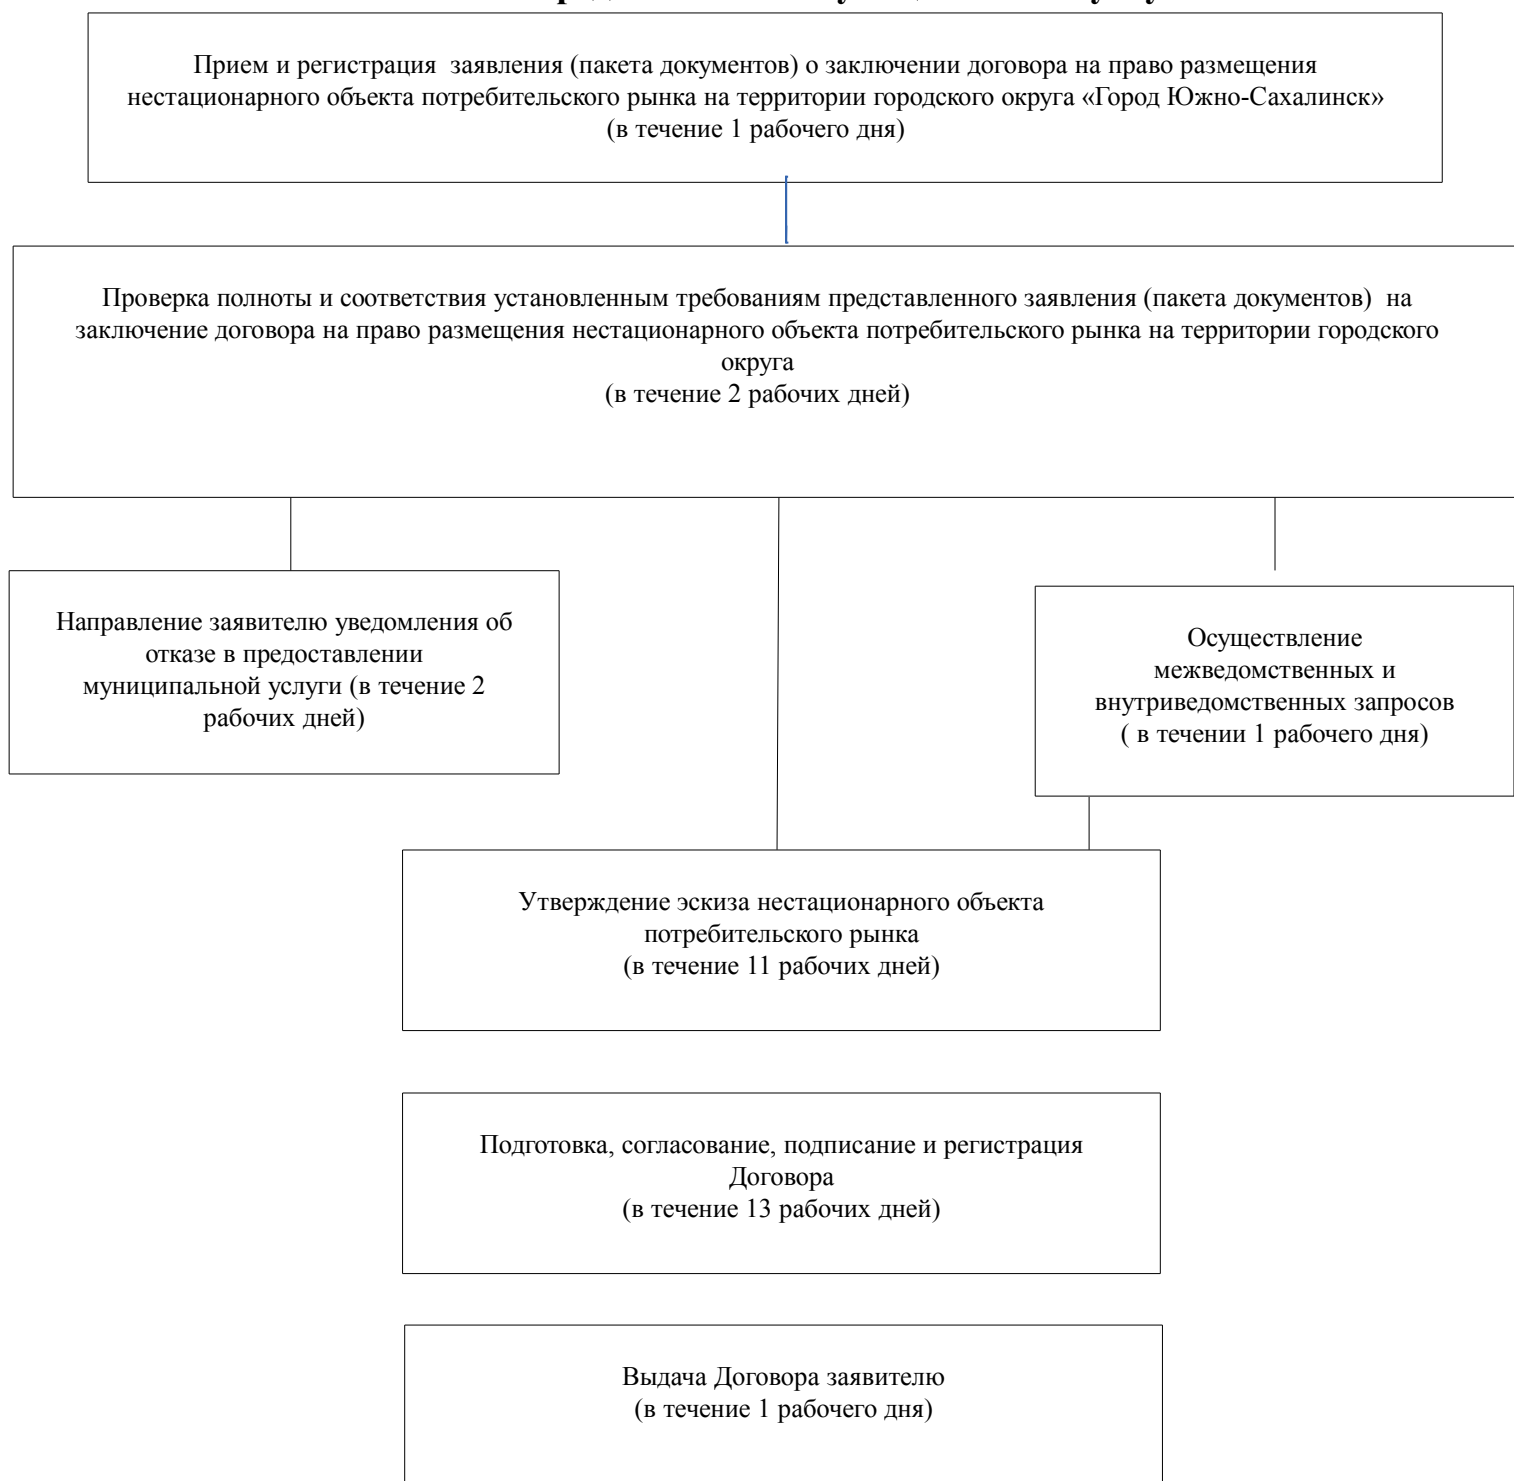 Прием и регистрация заявления (пакета документов) о заключении договора на право размещения
нестационарного объекта потребительского рынка на территории городского округа «Город Южно-Сахалинск»
(в течение 1 рабочего дня)
Проверка полноты и соответствия установленным требованиям представленного заявления (пакета документов) на
заключение договора на право размещения нестационарного объекта потребительского рынка на территории городского
округа
(в течение 2 рабочих дней)
Направление заявителю уведомления об
отказе в предоставлении
муниципальной услуги (в течение 2
рабочих дней)
Осуществление
межведомственных и
внутриведомственных запросов
( в течении 1 рабочего дня)
Утверждение эскиза нестационарного объекта
потребительского рынка
(в течение 11 рабочих дней)
Подготовка, согласование, подписание и регистрация
Договора
(в течение 13 рабочих дней)
Выдача Договора заявителю
(в течение 1 рабочего дня)